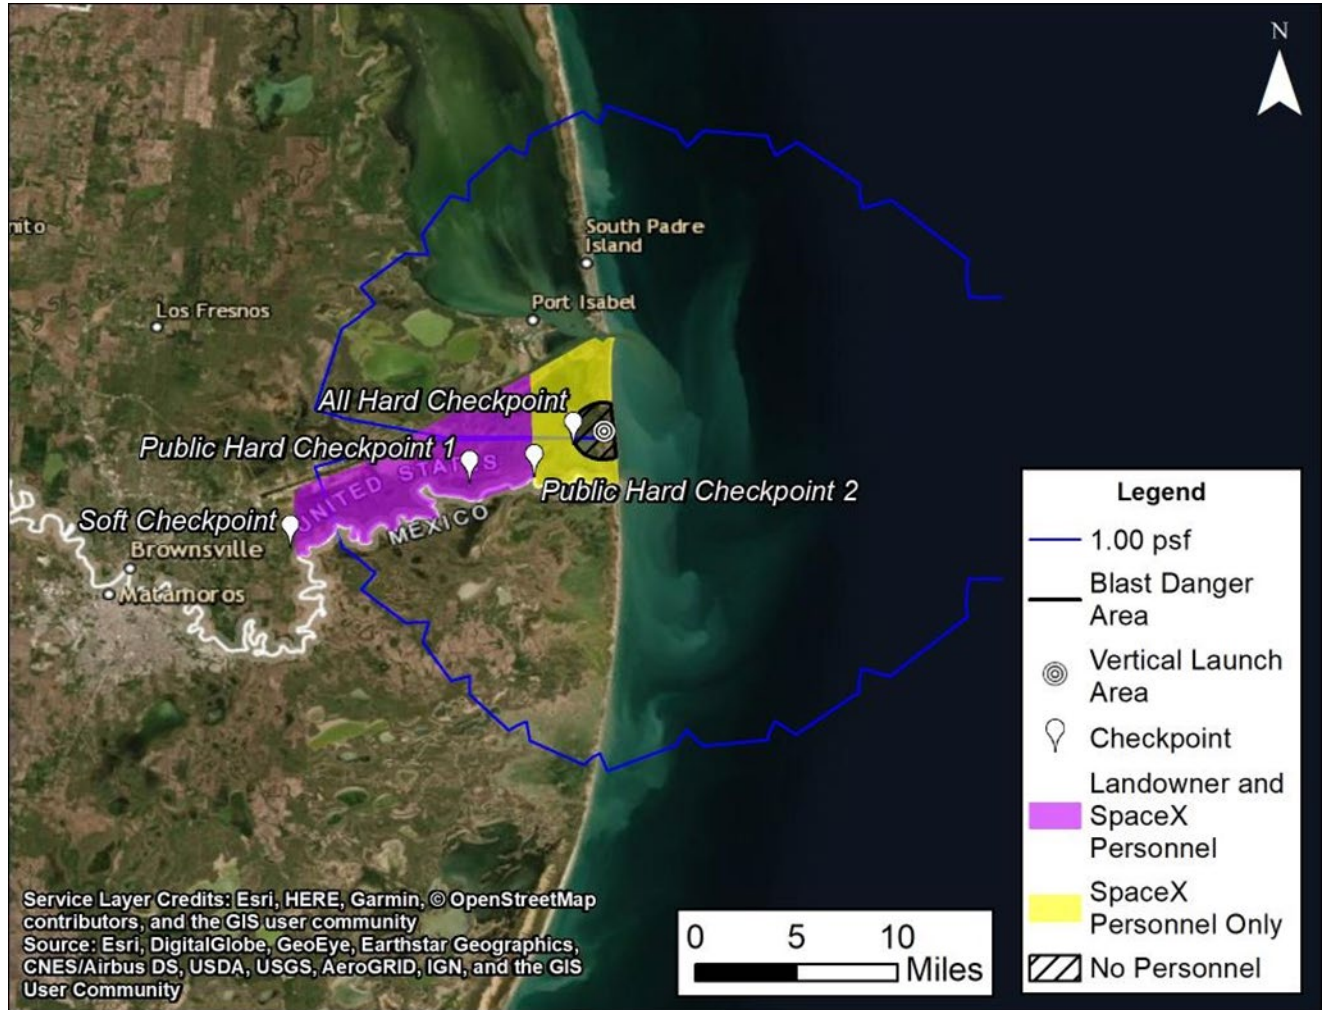 N
nito
South Padre
Island
Port Isabel
Los Fresnos
All Hard Checkpoint
Public Hard Checkpoint 1
UNITED STATES
Public Hard Checkpoint 2
Soft Checkpoint
MEXICO
Brownsville
Matamoros
Legend
1.00 psf
Blast Danger
Area
Vertical Launch
Area
Checkpoint
Landowner and
SpaceX
Personnel
SpaceX
Personnel Only
No Personnel
0 5 10
Miles
Service Layer Credits: Esri, HERE, Garmin, © OpenStreetMap
contributors, and the GIS user community
Source: Esri, DigitalGlobe, GeoEye, Earthstar Geographics,
CNES/Airbus DS, USDA, USGS, AeroGRID, IGN, and the GIS
User Community